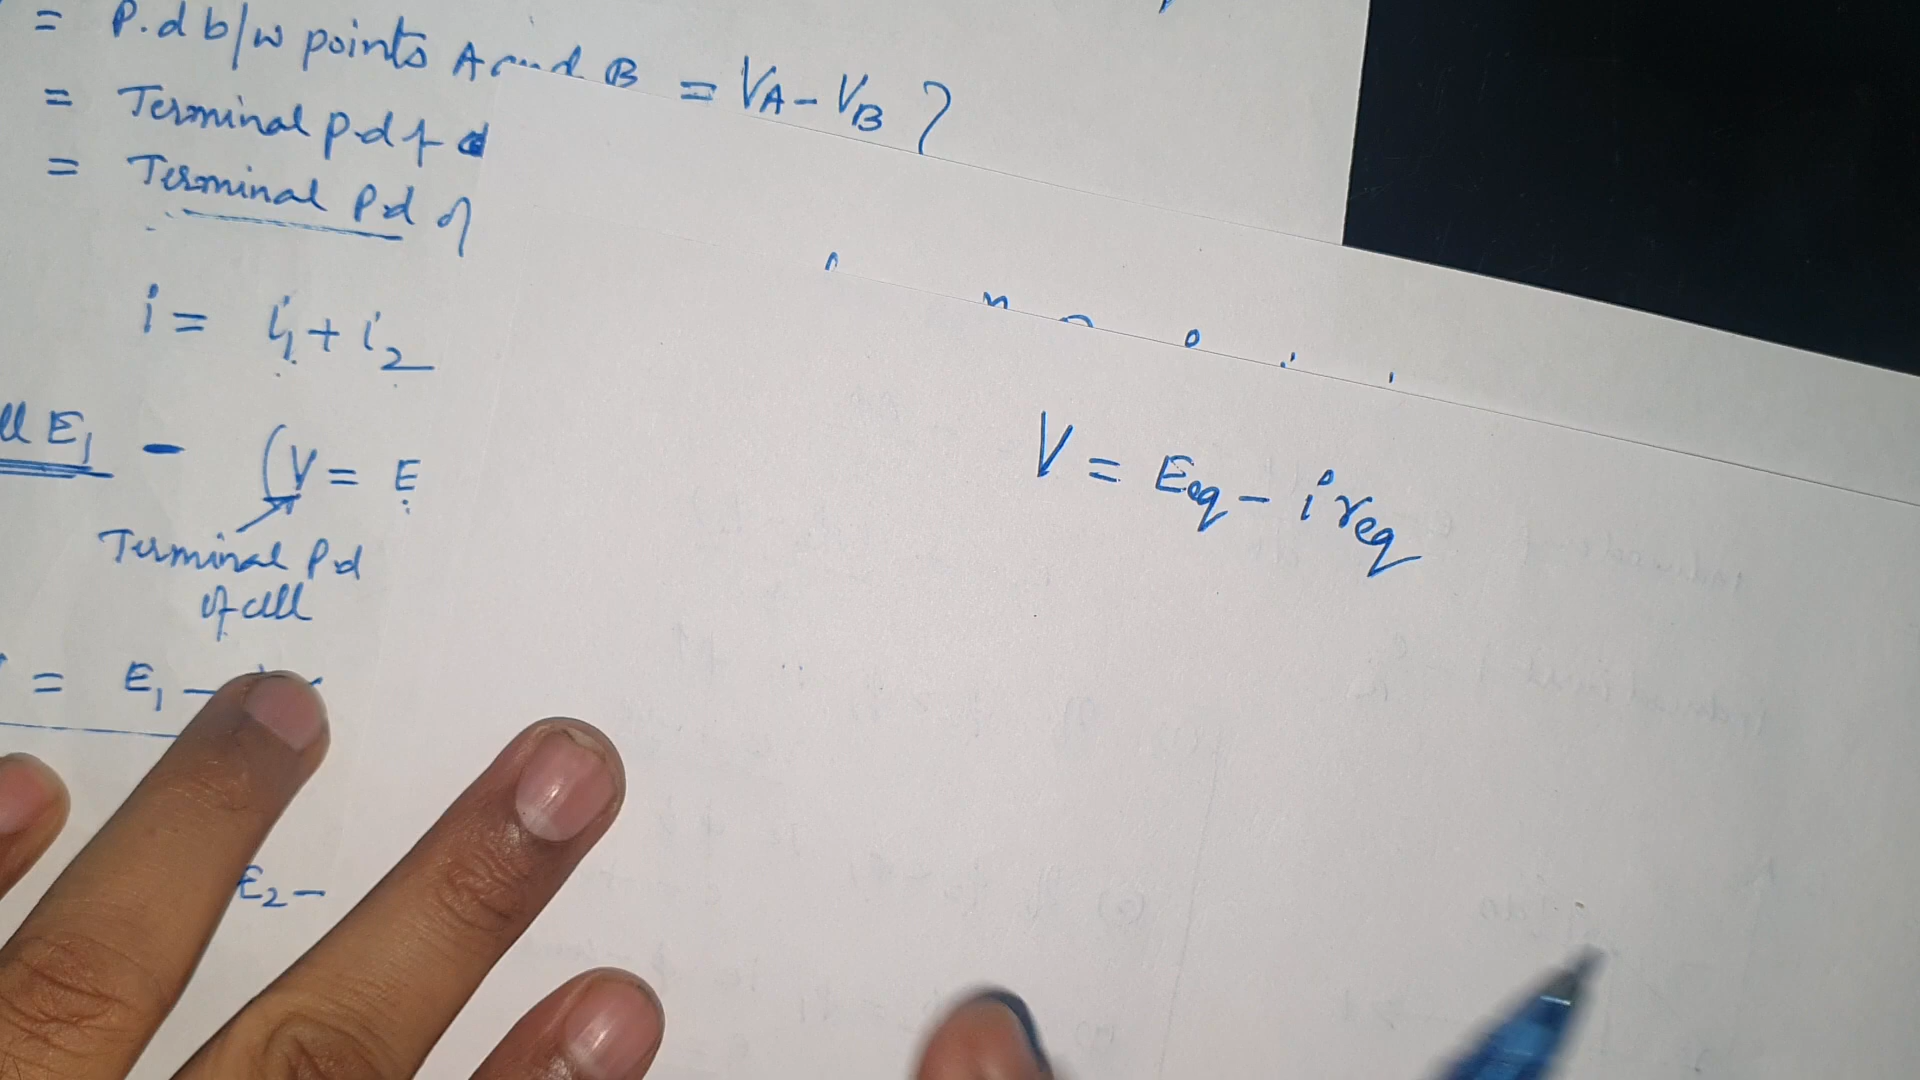 = P.d b/w points A and B = VA - VB ?
= Terminal p.d of
= Terminal Pd of
i = i1 + i2
ll E1 - (V = E
Terminal Pd
of cell
= E1 -
E2 -
V = Eeq - i req